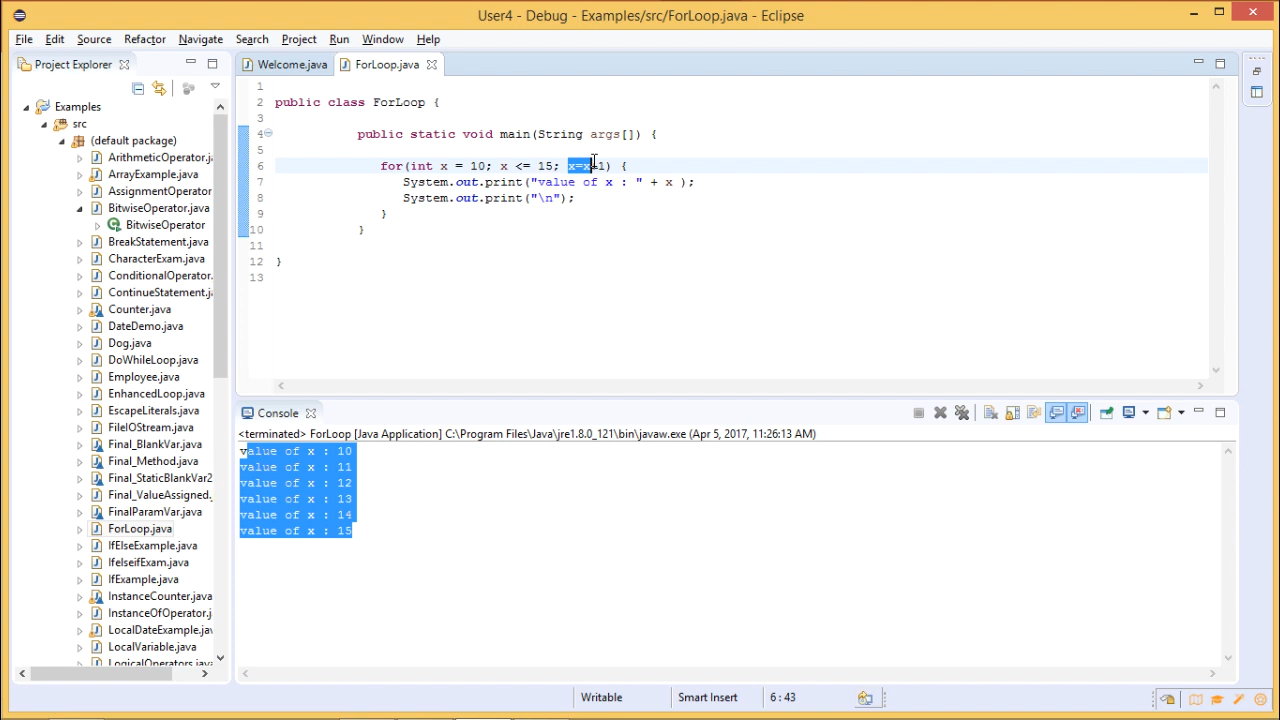 User4 - Debug - Examples/src/ForLoop.java - Eclipse
File Edit Source Refactor Navigate Search Project Run Window Help
Project Explorer
Examples
src
(default package)
ArithmeticOperator.j
ArrayExample.java
AssignmentOperator
BitwiseOperator.java
BitwiseOperator
BreakStatement.java
CharacterExam.java
ConditionalOperator.
ContinueStatement.j
Counter.java
DateDemo.java
Dog.java
DoWhileLoop.java
Employee.java
EnhancedLoop.java
EscapeLiterals.java
FileIOStream.java
Final_BlankVar.java
Final_Method.java
Final_StaticBlankVar2
Final_ValueAssigned.
FinalParamVar.java
ForLoop.java
IfElseExample.java
IfelseifExam.java
IfExample.java
InstanceCounter.java
InstanceOfOperator.j
LocalDateExample.jav
LocalVariable.java
LogicalOperators.java
Welcome.java ForLoop.java
1
2 public class ForLoop {
3
4 public static void main(String args[]) {
5
6 for(int x = 10; x <= 15; x=x+1) {
7 System.out.print("value of x : " + x );
8 System.out.print("\n");
9 }
10 }
11
12 }
13
Console
<terminated> ForLoop [Java Application] C:\Program Files\Java\jre1.8.0_121\bin\javaw.exe (Apr 5, 2017, 11:26:13 AM)
value of x : 10
value of x : 11
value of x : 12
value of x : 13
value of x : 14
value of x : 15
Writable Smart Insert 6 : 43